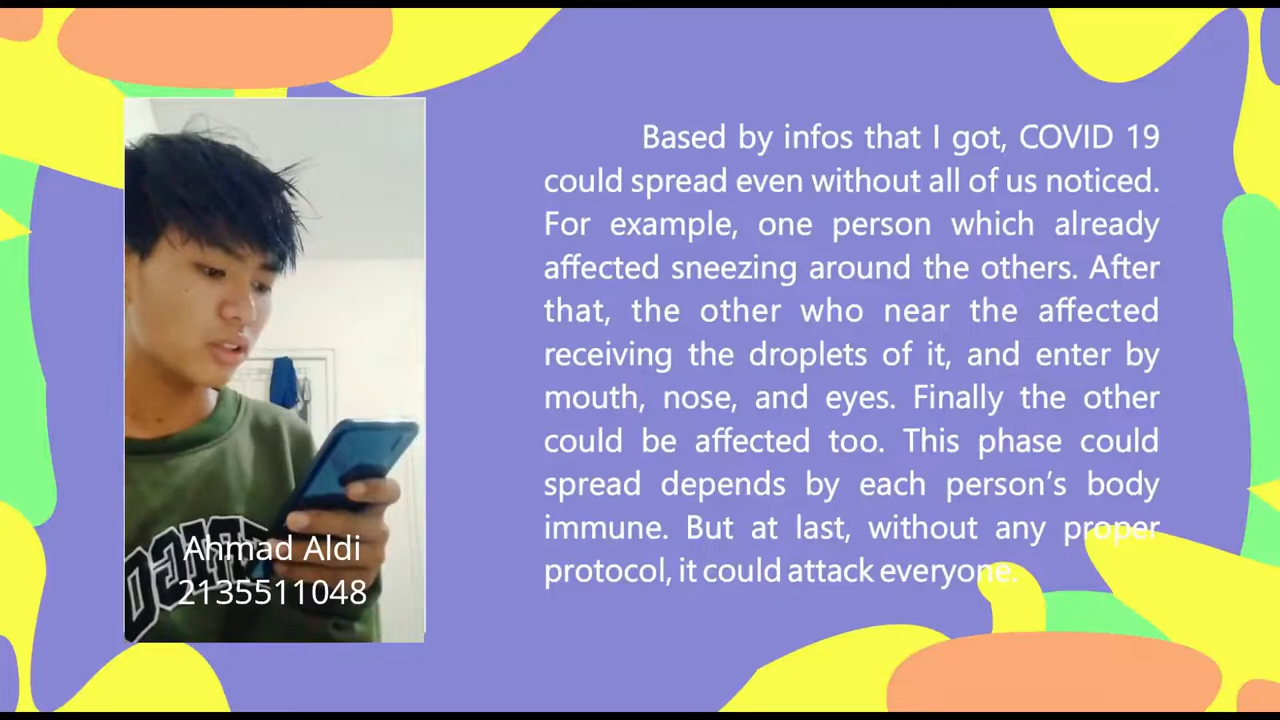 Based by infos that I got, COVID 19
could spread even without all of us noticed.
For example, one person which already
affected sneezing around the others. After
that, the other who near the affected
receiving the droplets of it, and enter by
mouth, nose, and eyes. Finally the other
could be affected too. This phase could
spread depends by each person’s body
immune. But at last, without any proper
protocol, it could attack everyone.
Ahmad Aldi
2135511048